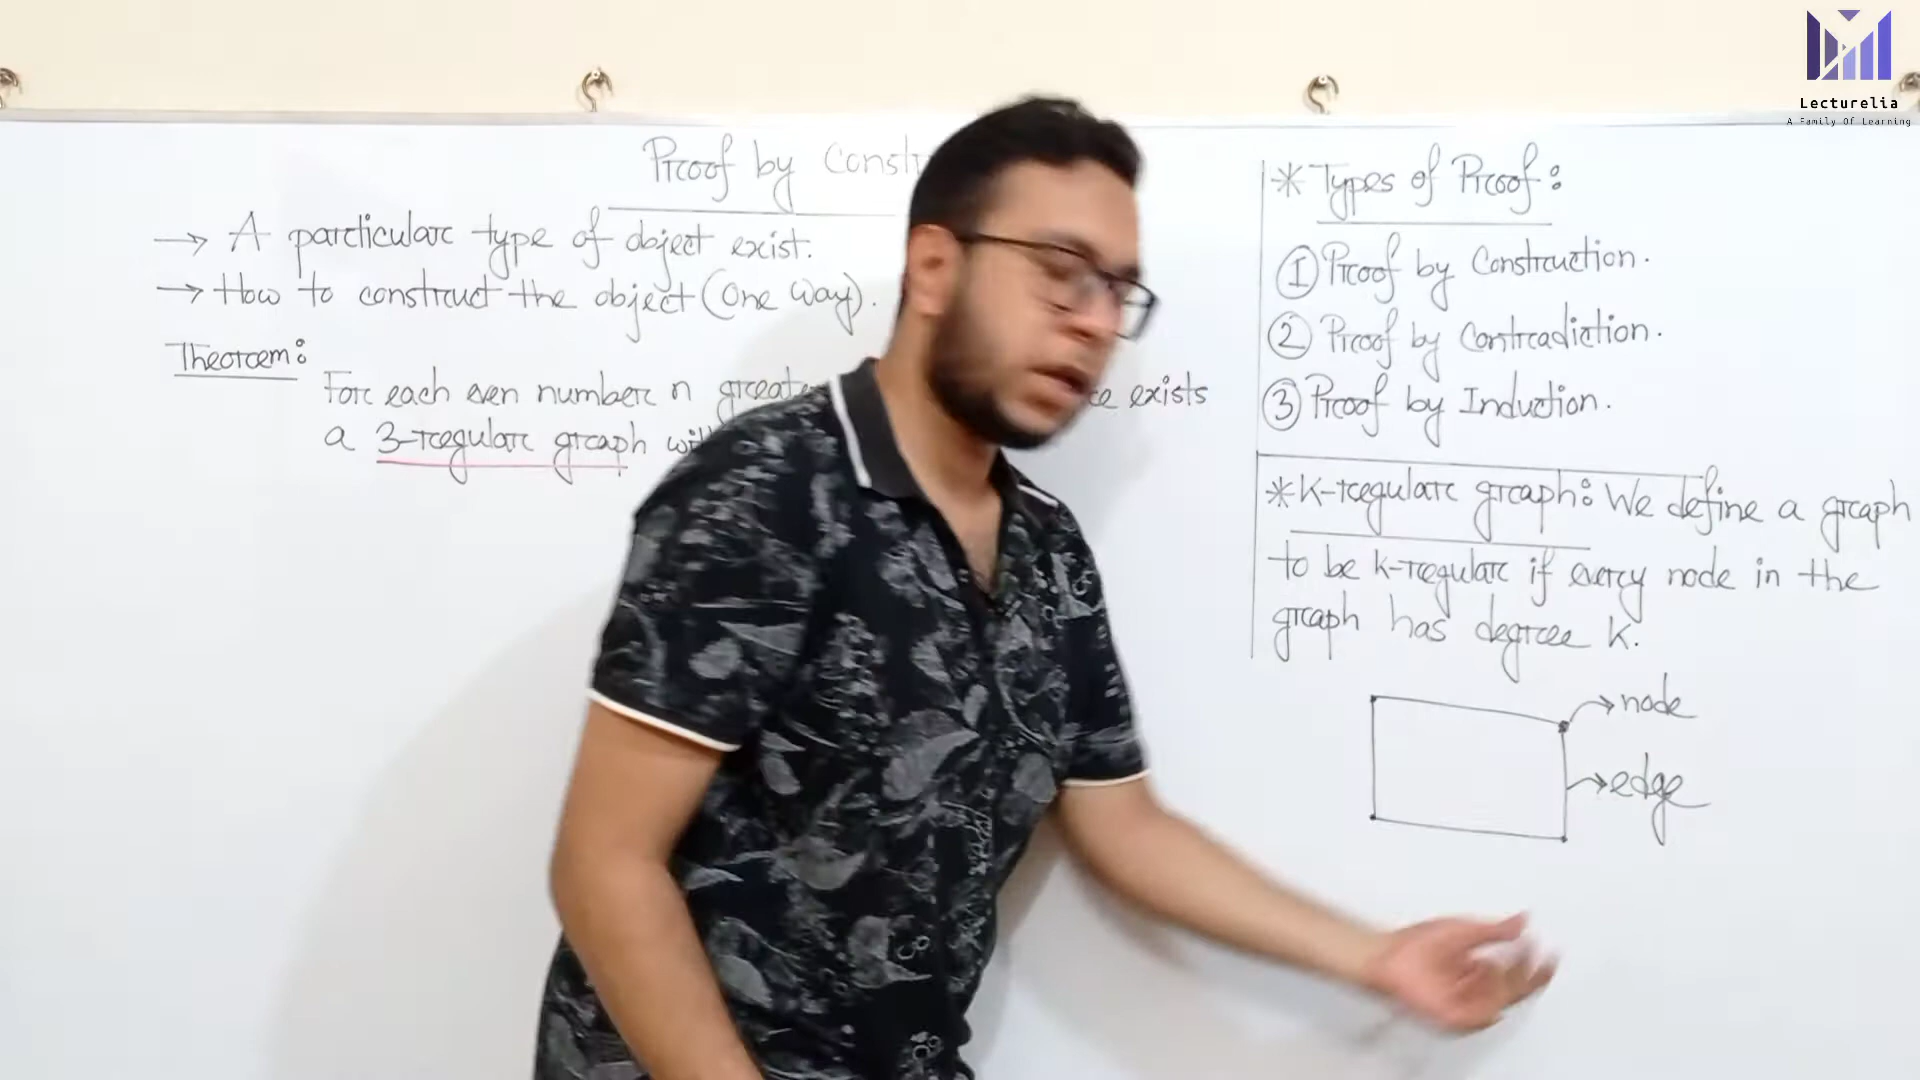 Lecturelia
A Family Of Learning
Proof by Const
→ A particular type of object exist.
→ How to construct the object (One Way).
Theorem:
For each even number n greate exists
a 3-regular graph wit
* Types of Proof:
① Proof by Construction.
② Proof by Contradiction.
③ Proof by Induction.
* K-regular graph: We define a graph
to be K-regular if every node in the
graph has degree K.
→ node
→ edge